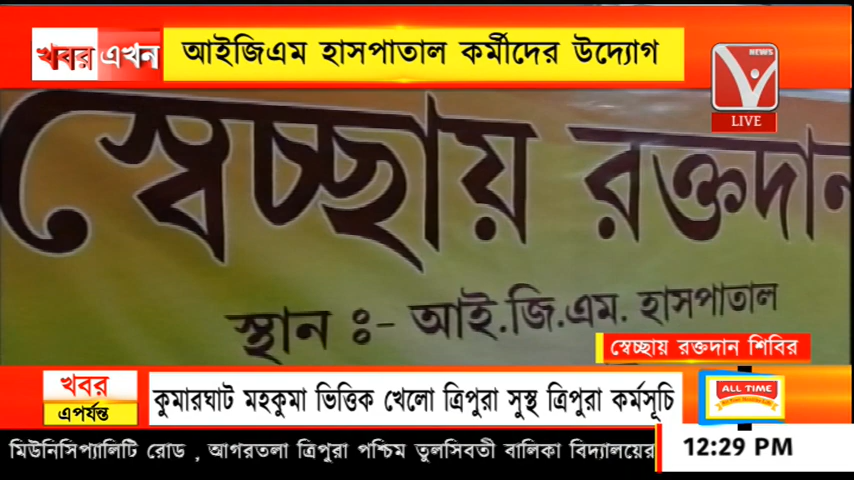 খবর এখন
আইজিএম হাসপাতাল কর্মীদের উদ্যোগ
NEWS
LIVE
স্বেচ্ছায় রক্তদান
স্থান ঃ- আই.জি.এম. হাসপাতাল
স্বেচ্ছায় রক্তদান শিবির
খবর
এপর্যন্ত
কুমারঘাট মহকুমা ভিত্তিক খেলো ত্রিপুরা সুস্থ ত্রিপুরা কর্মসূচি
ALL TIME
মিউনিসিপ্যালিটি রোড , আগরতলা ত্রিপুরা পশ্চিম তুলসিবতী বালিকা বিদ্যালয়ের
12:29 PM